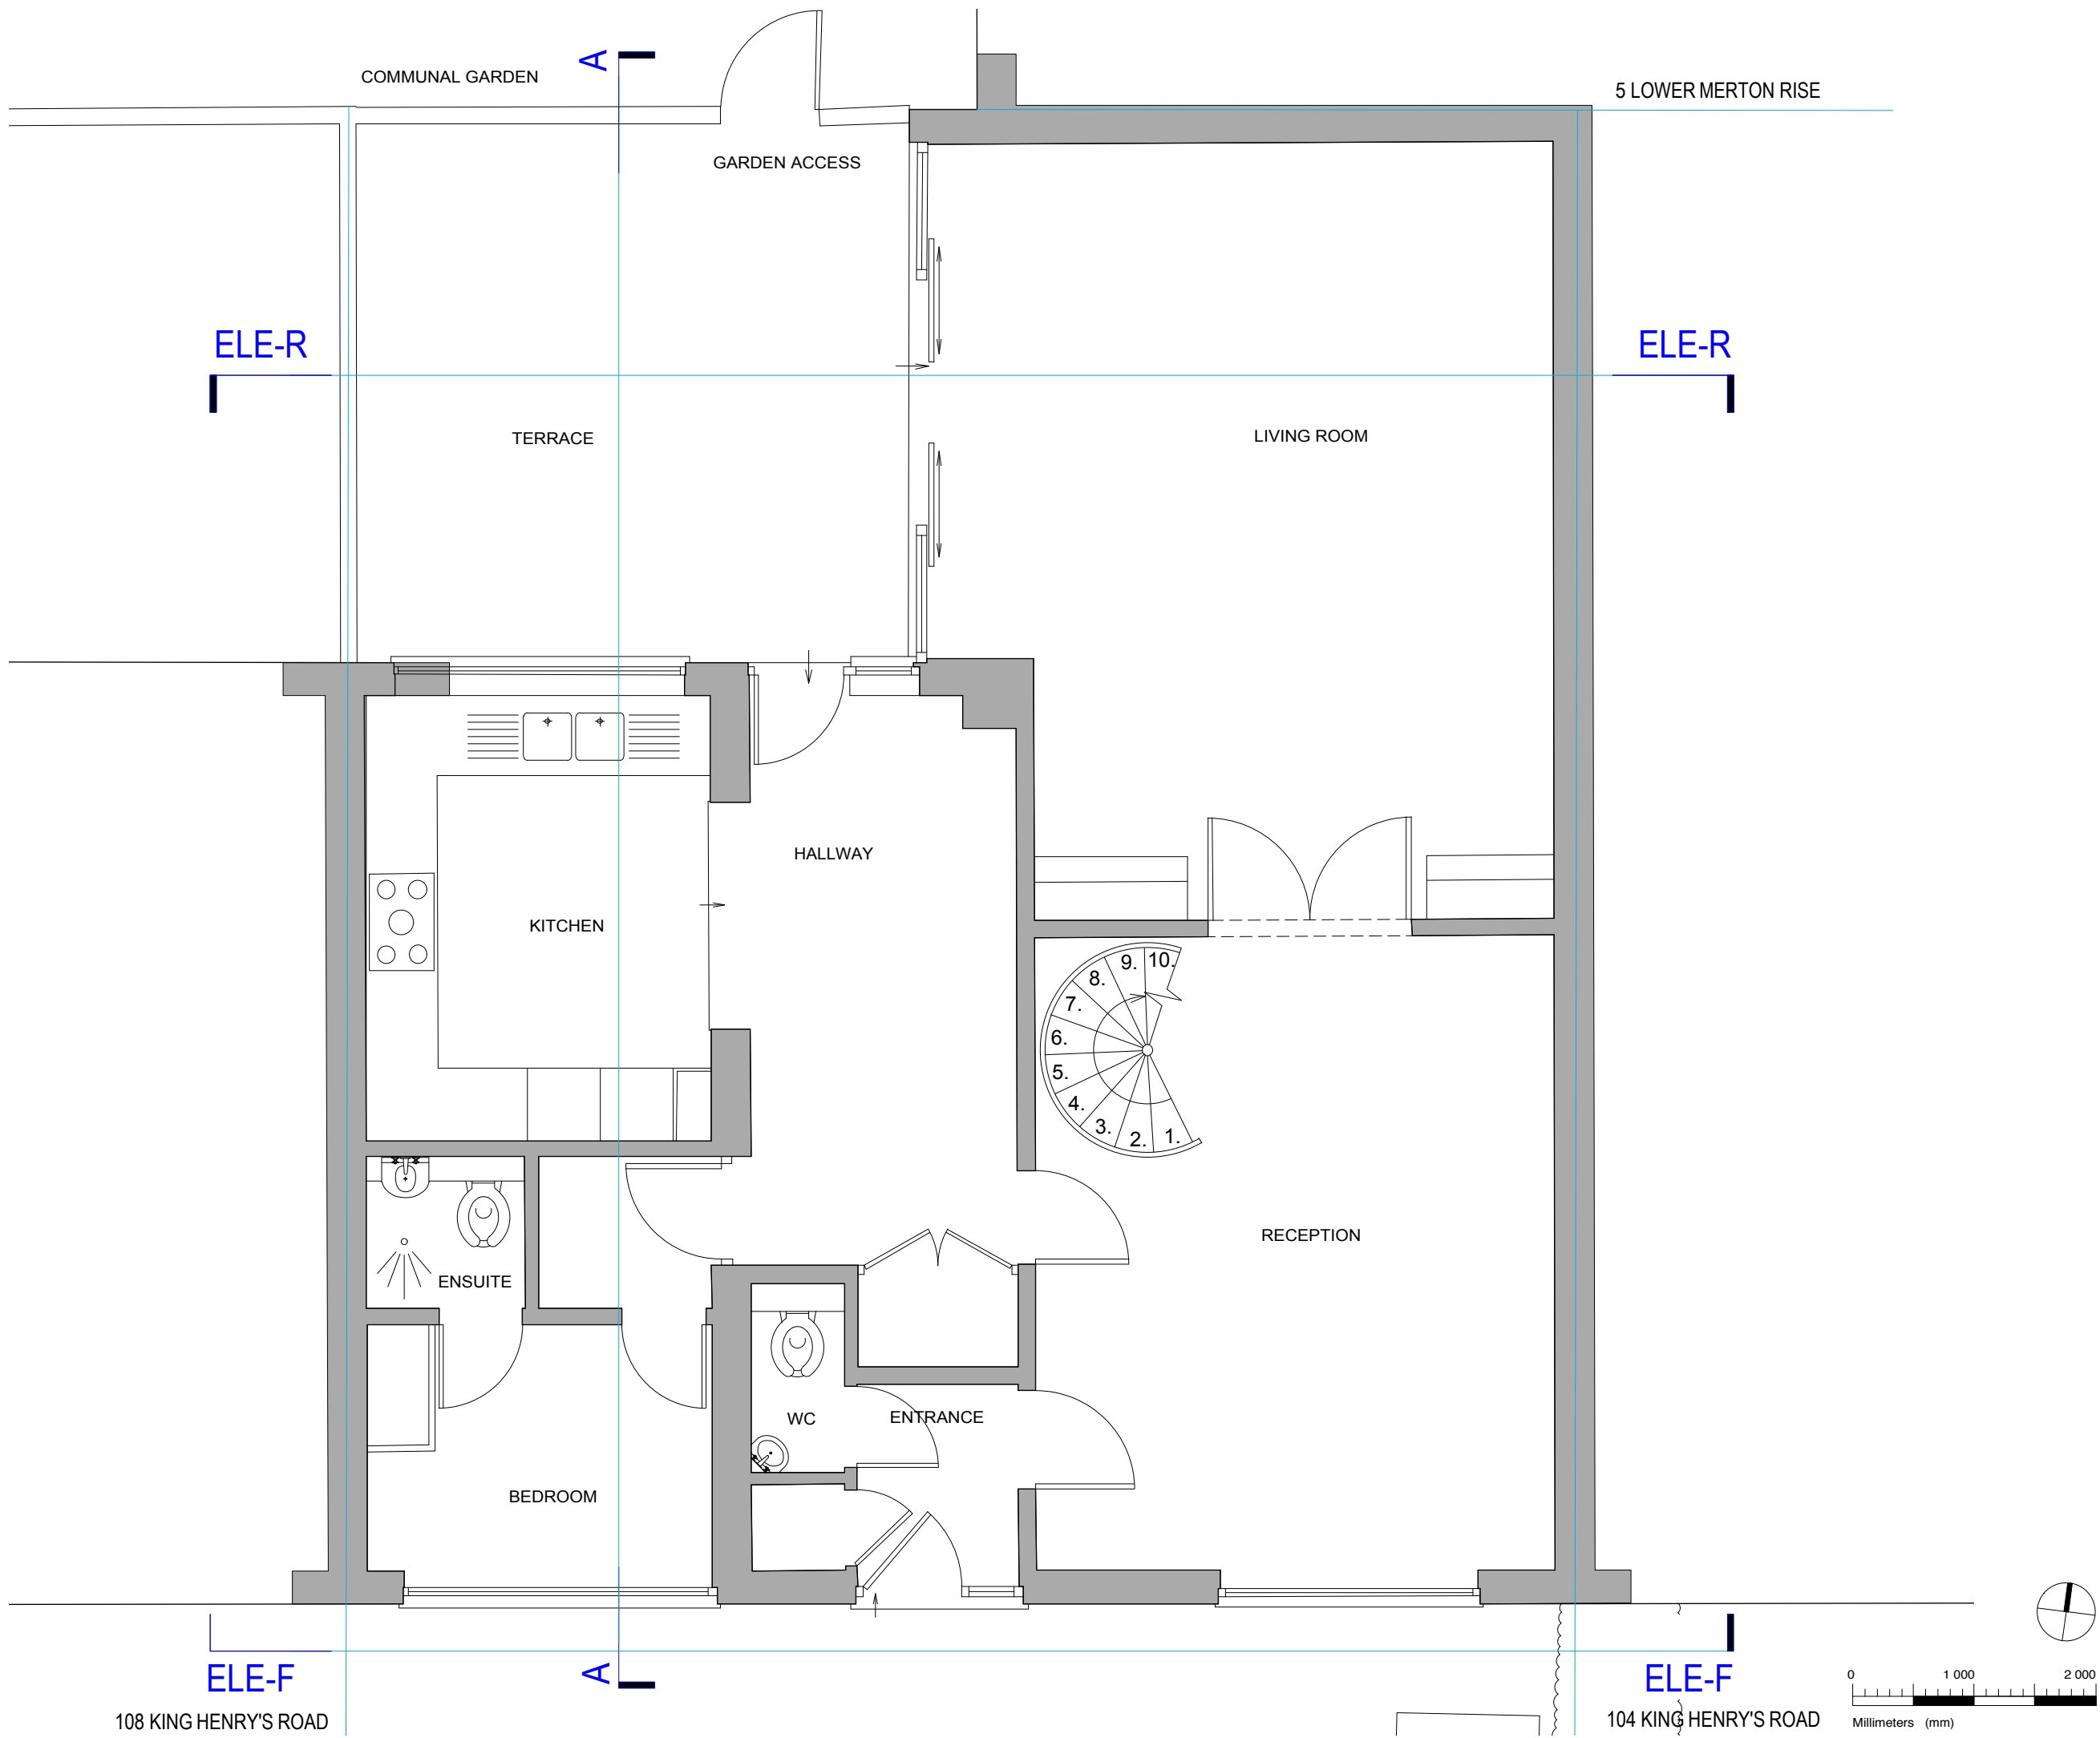 COMMUNAL GARDEN
A
5 LOWER MERTON RISE
GARDEN ACCESS
ELE-R
ELE-R
TERRACE
LIVING ROOM
HALLWAY
KITCHEN
10.
9.
8.
7.
6.
5.
4.
3.
2.
1.
RECEPTION
ENSUITE
WC
ENTRANCE
BEDROOM
ELE-F
A
ELE-F
108 KING HENRY'S ROAD
104 KING HENRY'S ROAD
0 1 000 2 000
Millimeters (mm)